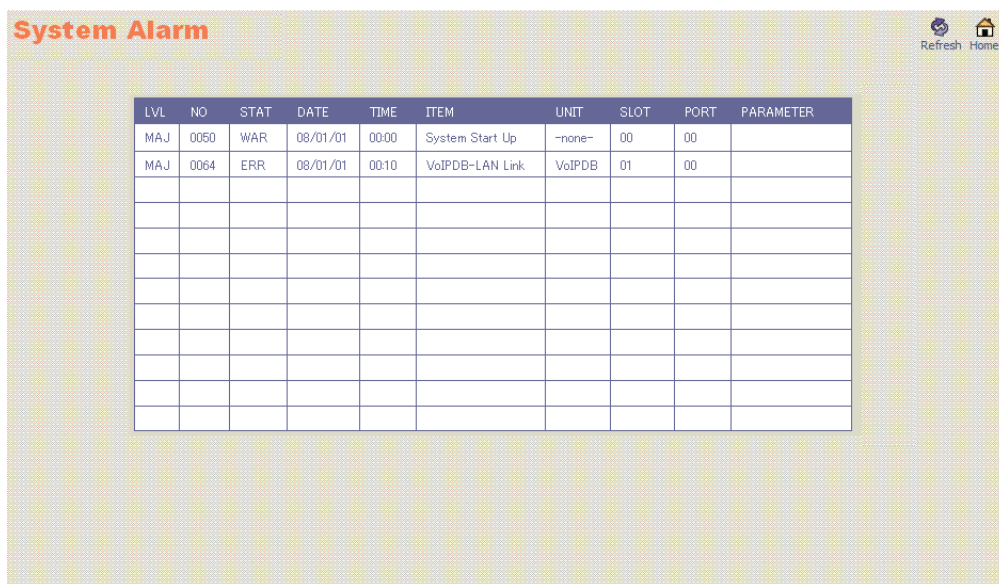 System Alarm
Refresh Home
LVL NO STAT DATE TIME ITEM UNIT SLOT PORT PARAMETER
MAJ 0050 WAR 08/01/01 00:00 System Start Up -none- 00 00
MAJ 0064 ERR 08/01/01 00:10 VoIPDB-LAN Link VoIPDB 01 00